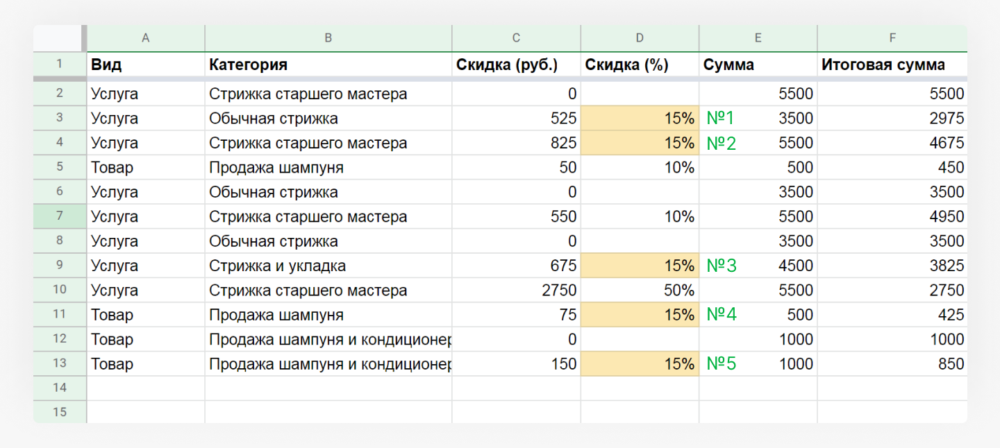 A B C D E F
1 Вид Категория Скидка (руб.) Скидка (%) Сумма Итоговая сумма
2 Услуга Стрижка старшего мастера 0 5500 5500
3 Услуга Обычная стрижка 525 15% №1 3500 2975
4 Услуга Стрижка старшего мастера 825 15% №2 5500 4675
5 Товар Продажа шампуня 50 10% 500 450
6 Услуга Обычная стрижка 0 3500 3500
7 Услуга Стрижка старшего мастера 550 10% 5500 4950
8 Услуга Обычная стрижка 0 3500 3500
9 Услуга Стрижка и укладка 675 15% №3 4500 3825
10 Услуга Стрижка старшего мастера 2750 50% 5500 2750
11 Товар Продажа шампуня 75 15% №4 500 425
12 Товар Продажа шампуня и кондиционер 0 1000 1000
13 Товар Продажа шампуня и кондиционер 150 15% №5 1000 850
14
15